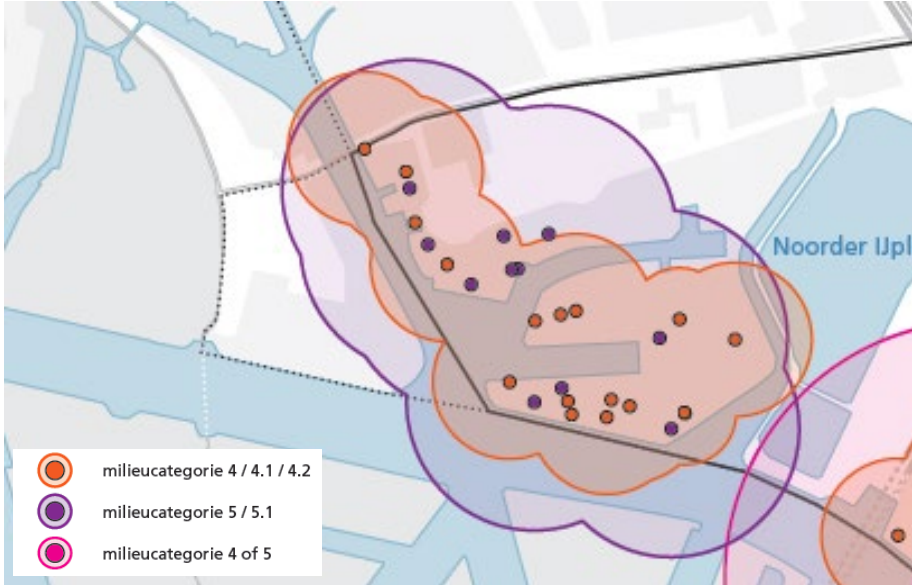 Noorder IJpl
milieucategorie 4 / 4.1 / 4.2
milieucategorie 5 / 5.1
milieucategorie 4 of 5